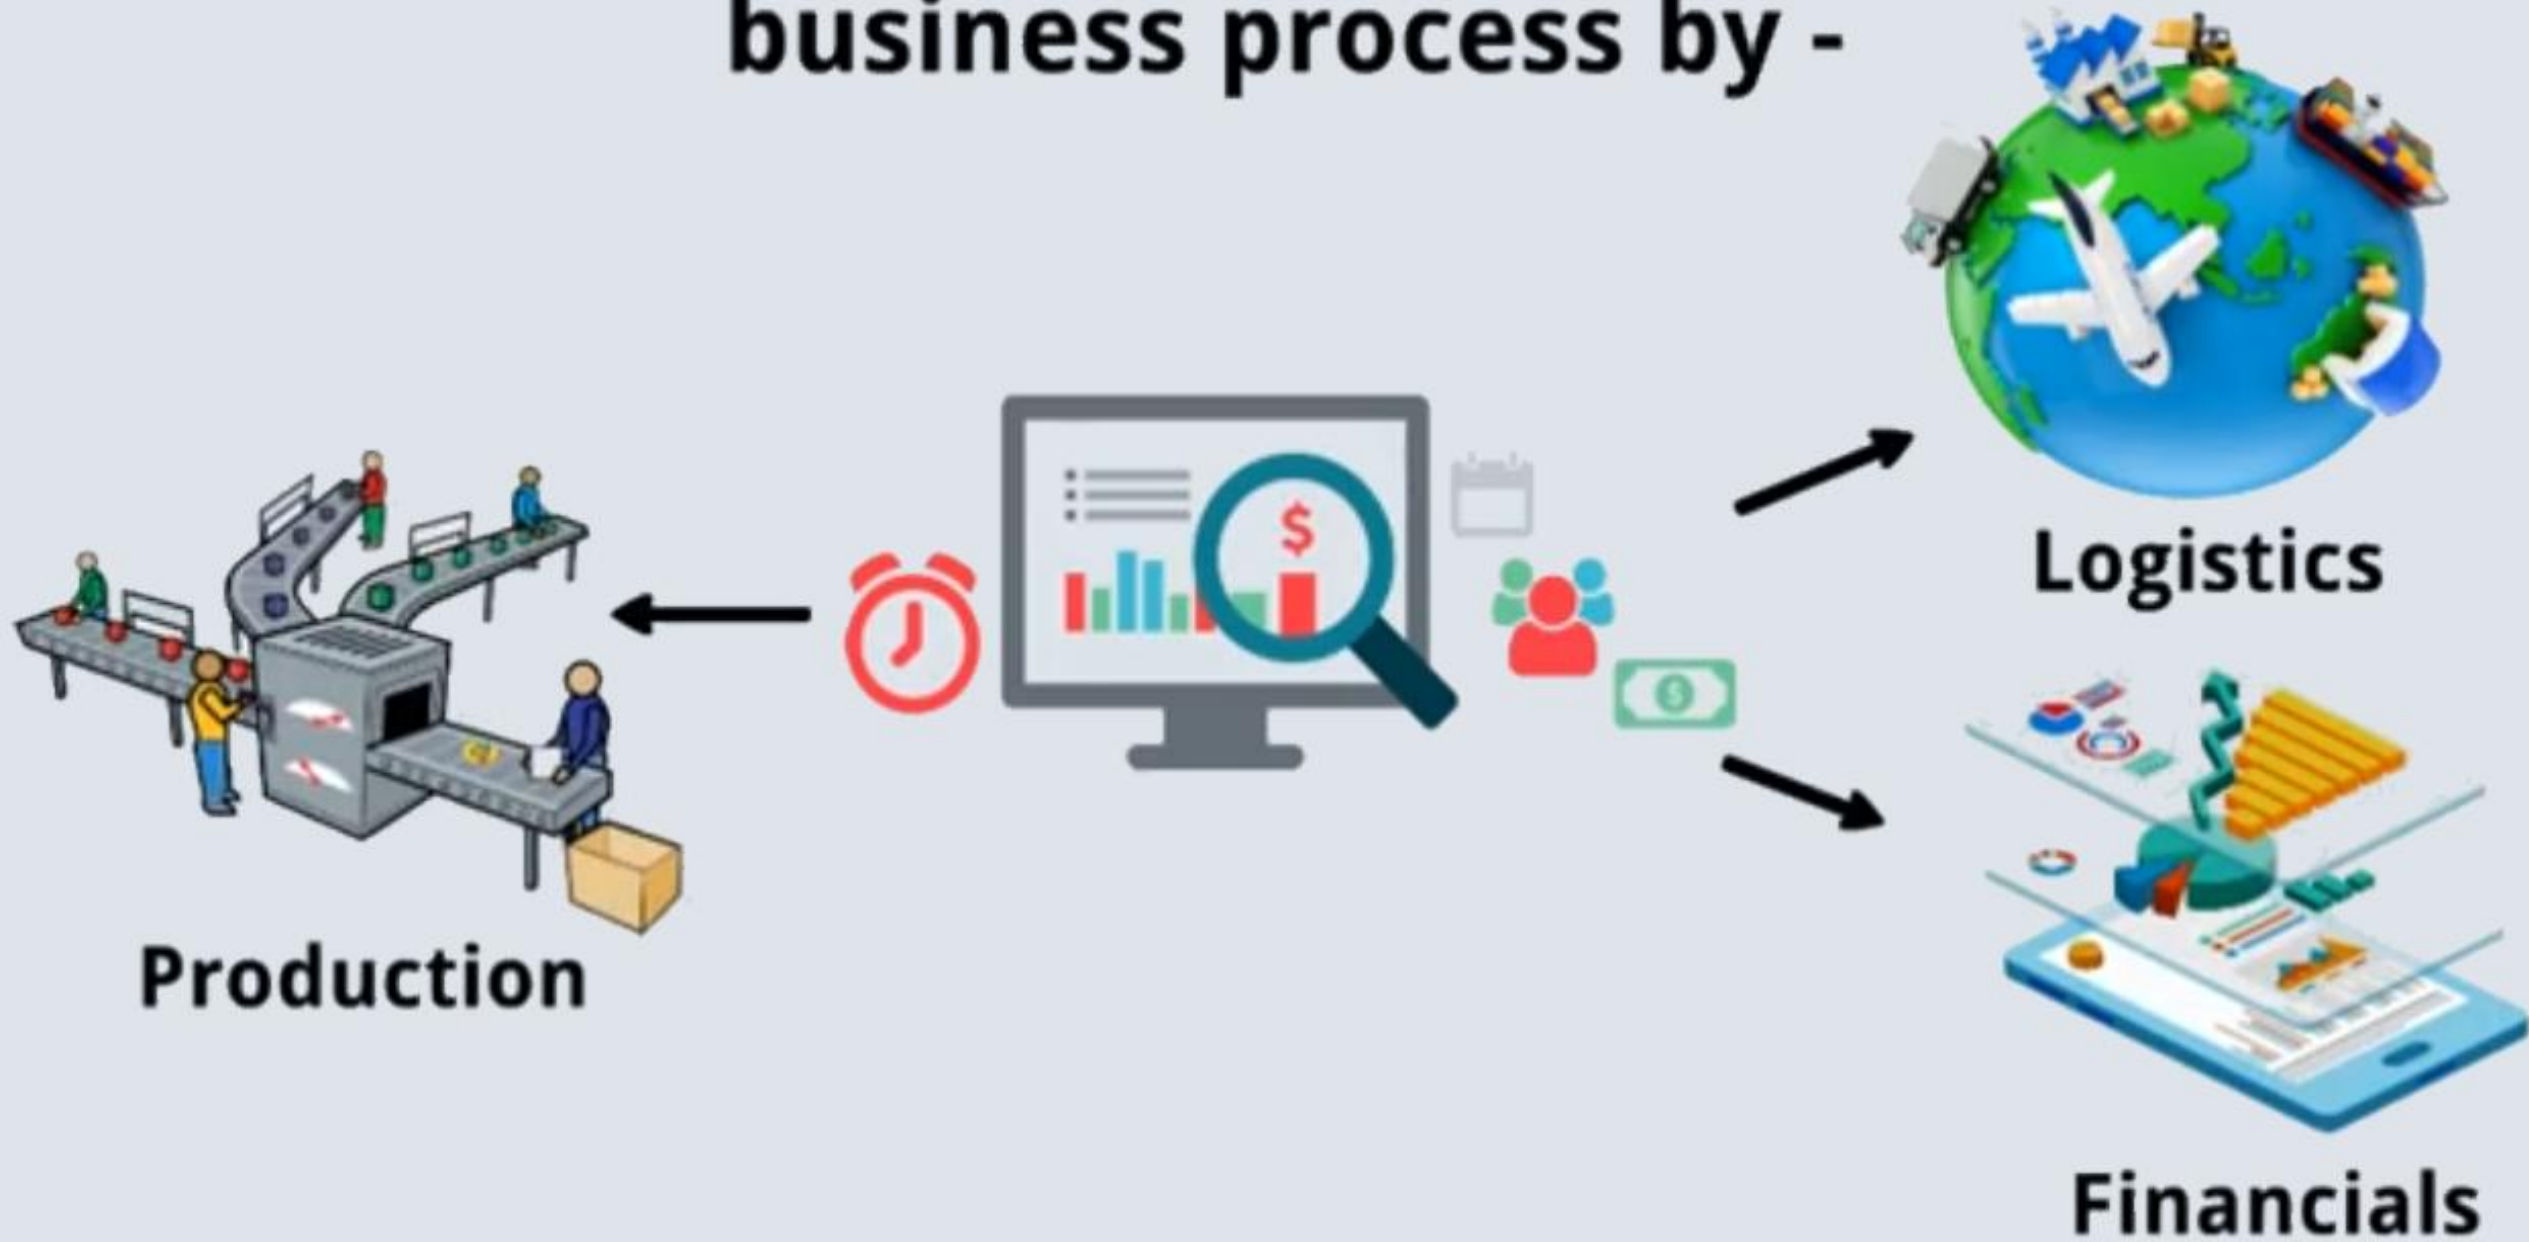 business process by -
Logistics
Production
Financials
$
$